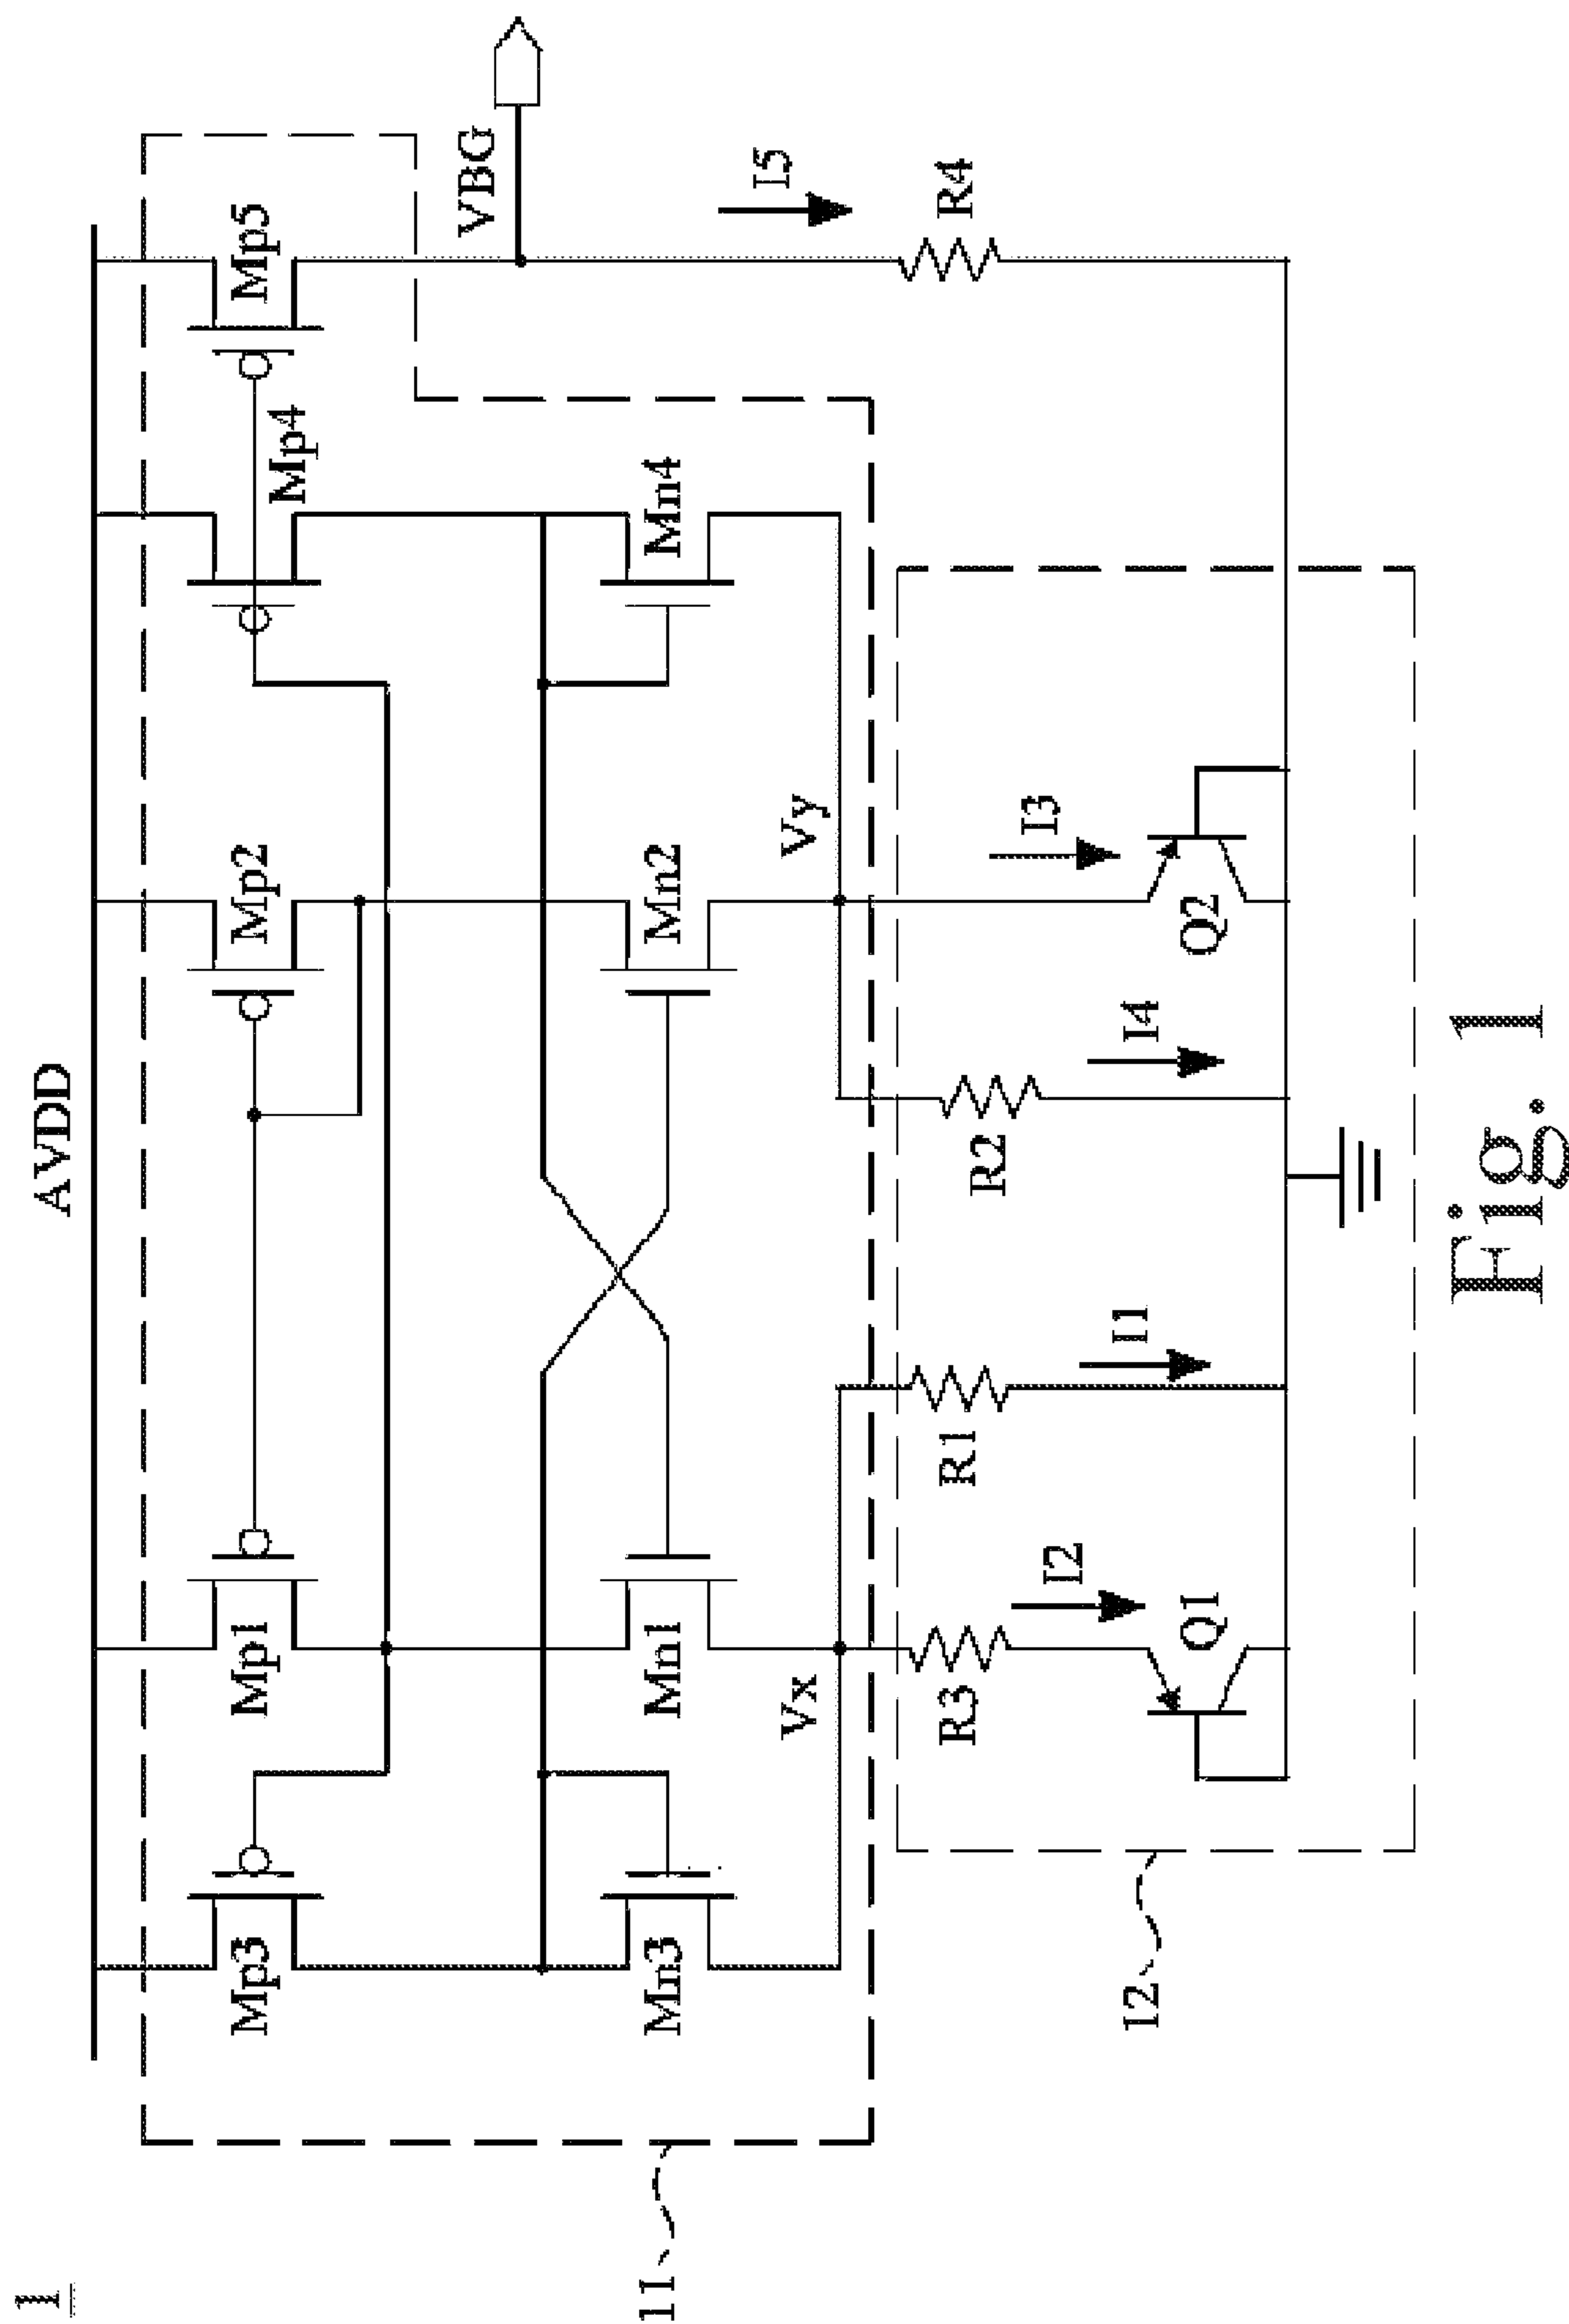 1
AVDD
Mp3
Mp1
Mp2
Mp4
Mp5
VBG
11
Mn3
Mn1
Mn2
Mn4
Vx
Vy
I5
R3
R1
R2
R4
I2
I1
I4
I3
Q1
Q2
12
Fig. 1